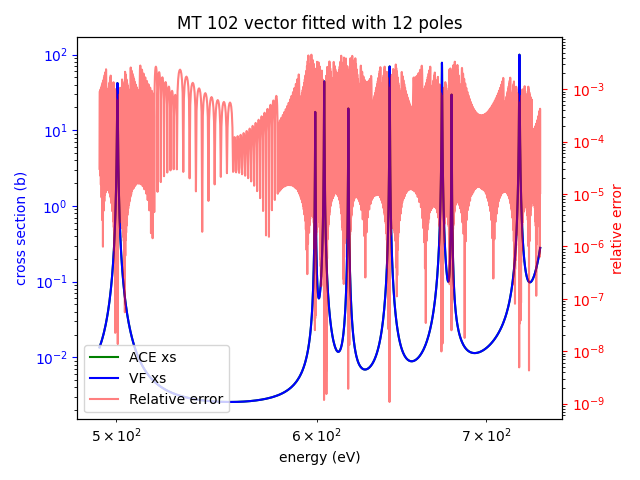 MT 102 vector fitted with 12 poles
10²
10¹
10⁰
10⁻¹
10⁻²
cross section (b)
10⁻³
10⁻⁴
10⁻⁵
10⁻⁶
10⁻⁷
10⁻⁸
10⁻⁹
relative error
ACE xs
VF xs
Relative error
5 × 10² 6 × 10² 7 × 10²
energy (eV)